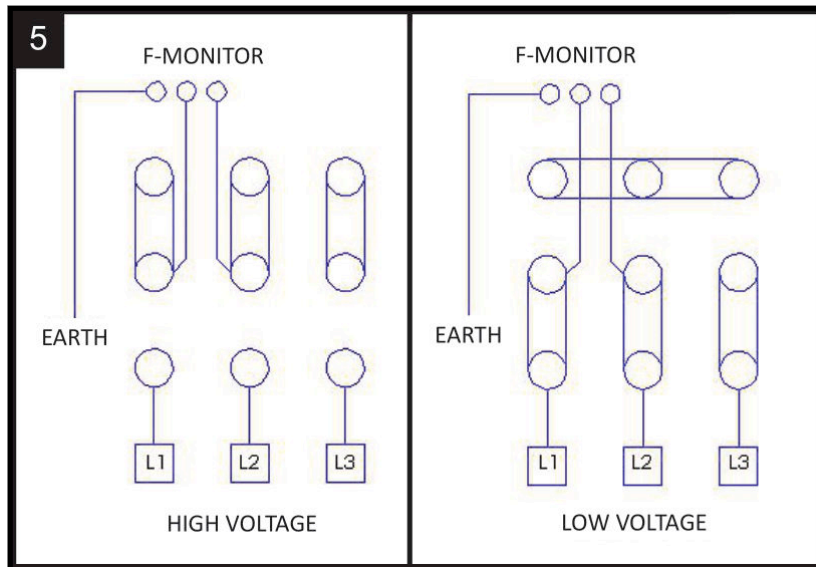 5
F-MONITOR
EARTH
L1 L2 L3
HIGH VOLTAGE
F-MONITOR
EARTH
L1 L2 L3
LOW VOLTAGE